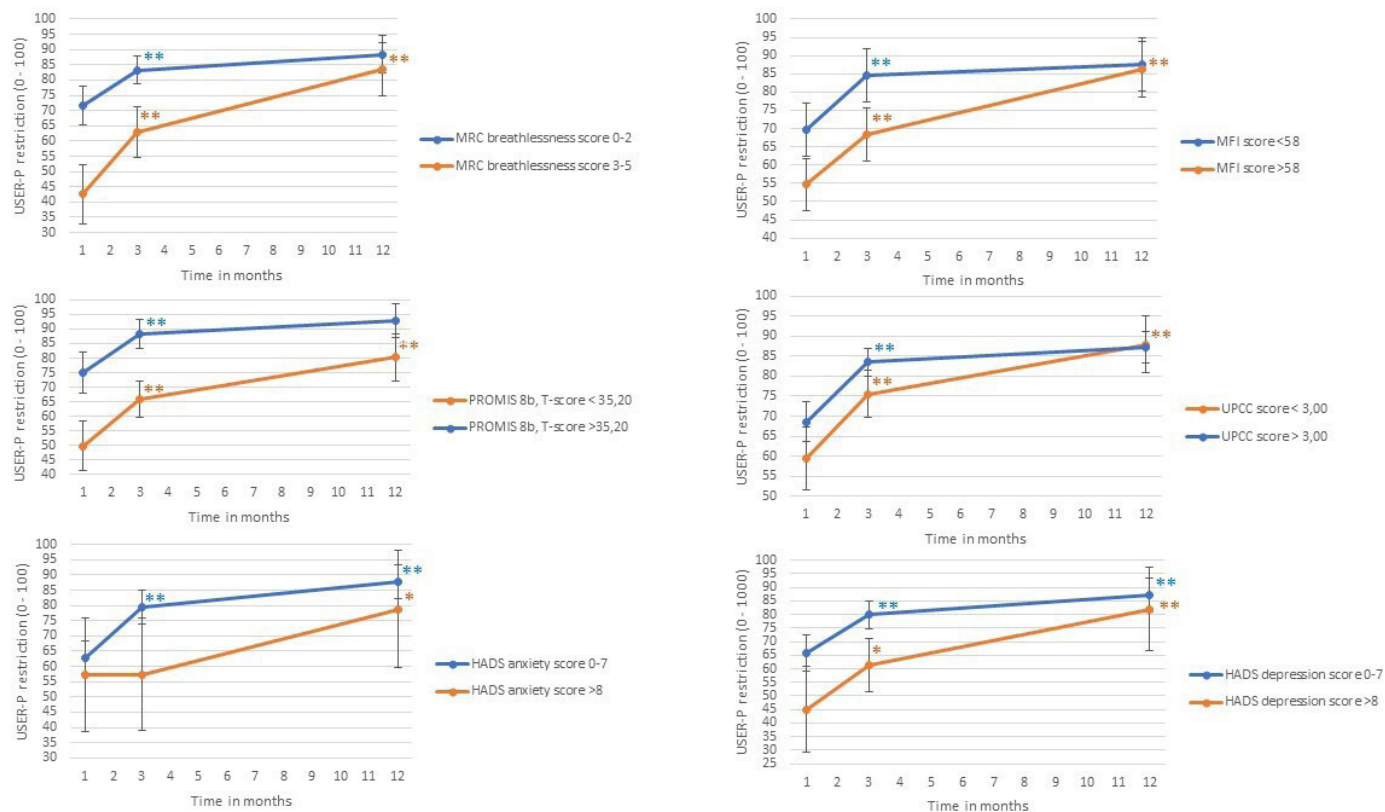 USER-P restriction (0 - 100)
100
95
90
85
80
75
70
65
60
55
50
45
40
35
30
** ** **
1 2 3 4 5 6 7 8 9 10 11 12
Time in months
MRC breathlessness score 0-2
MRC breathlessness score 3-5
USER-P restriction (0 - 100)
100
95
90
85
80
75
70
65
60
55
50
45
40
** ** **
1 2 3 4 5 6 7 8 9 10 11 12
Time in months
MFI score<58
MFI score >58
USER-P restriction (0 - 100)
100
95
90
85
80
75
70
65
60
55
50
45
40
** ** **
1 2 3 4 5 6 7 8 9 10 11 12
Time in months
PROMIS 8b, T-score < 35,20
PROMIS 8b, T-score >35,20
USER-P restriction (0 - 100)
100
95
90
85
80
75
70
65
60
55
50
** ** **
1 2 3 4 5 6 7 8 9 10 11 12
Time in months
UPCC score < 3,00
UPCC score > 3,00
USER-P restriction (0 - 100)
100
95
90
85
80
75
70
65
60
55
50
45
40
35
30
** ** *
1 2 3 4 5 6 7 8 9 10 11 12
Time in months
HADS anxiety score 0-7
HADS anxiety score >8
USER-P restriction (0 - 1000)
100
95
90
85
80
75
70
65
60
55
50
45
40
35
30
25
** * ** **
1 2 3 4 5 6 7 8 9 10 11 12
Time in months
HADS depression score 0-7
HADS depression score >8